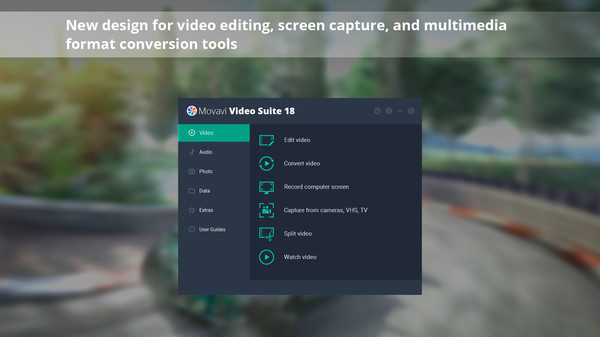 New design for video editing, screen capture, and multimedia
format conversion tools
Movavi Video Suite 18
Video
Audio
Photo
Data
Extras
User Guides
Edit video
Convert video
Record computer screen
Capture from cameras, VHS, TV
Split video
Watch video